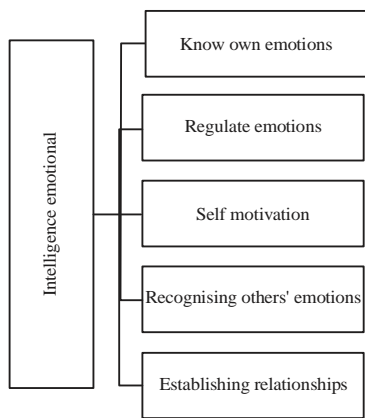 Intelligence emotional
Know own emotions
Regulate emotions
Self motivation
Recognising others' emotions
Establishing relationships